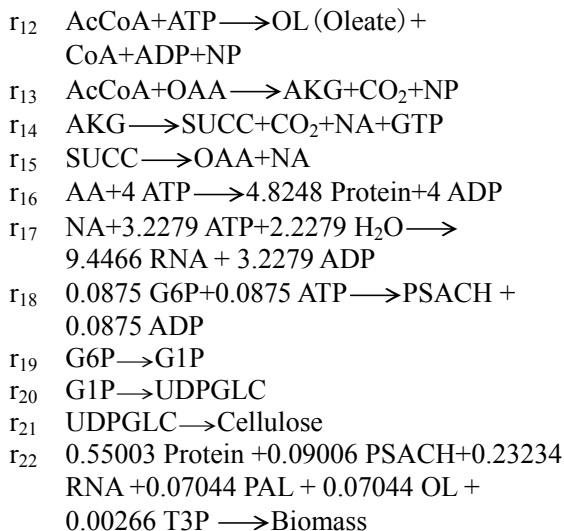 r₁₂ AcCoA+ATP⟶OL (Oleate) +
CoA+ADP+NP
r₁₃ AcCoA+OAA ⟶AKG+CO₂+NP
r₁₄ AKG⟶SUCC+CO₂+NA+GTP
r₁₅ SUCC⟶OAA+NA
r₁₆ AA+4 ATP⟶4.8248 Protein+4 ADP
r₁₇ NA+3.2279 ATP+2.2279 H₂O⟶
9.4466 RNA + 3.2279 ADP
r₁₈ 0.0875 G6P+0.0875 ATP⟶PSACH +
0.0875 ADP
r₁₉ G6P⟶G1P
r₂₀ G1P⟶UDPGLC
r₂₁ UDPGLC⟶Cellulose
r₂₂ 0.55003 Protein +0.09006 PSACH+0.23234
RNA +0.07044 PAL + 0.07044 OL +
0.00266 T3P ⟶Biomass